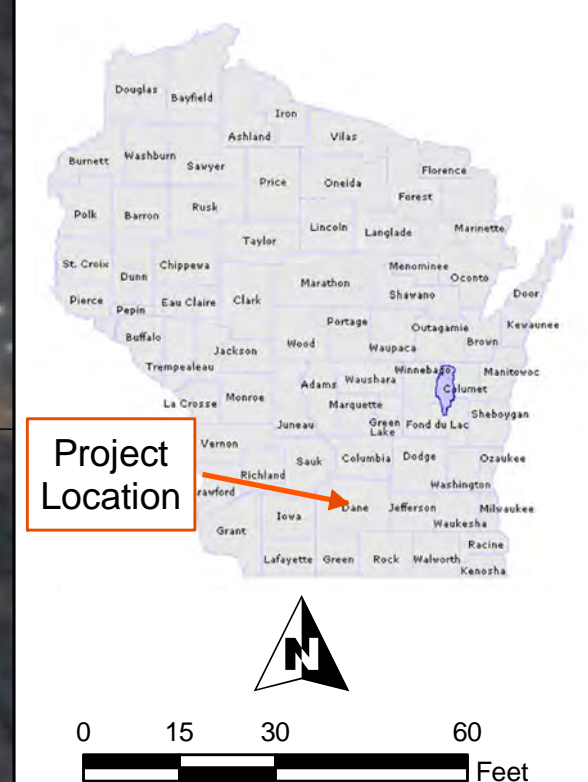 Douglas
Bayfield
Iron
Ashland
Vilas
Burnett
Washburn
Sawyer
Florence
Price
Oneida
Forest
Polk
Barron
Rusk
Lincoln
Langlade
Marinette
Taylor
St. Croix
Dunn
Chippewa
Menominee
Oconto
Marathon
Pierce
Pepin
Eau Claire
Clark
Shawano
Door
Buffalo
Portage
Outagamie
Kewaunee
Jackson
Wood
Waupaca
Brown
Trempealeau
Winnebago
Manitowoc
Adams
Waushara
Calumet
La Crosse
Monroe
Marquette
Sheboygan
Juneau
Green
Lake
Fond du Lac
Vernon
Project
Location
Sauk
Columbia
Dodge
Ozaukee
Richland
Washington
rawford
Iowa
Dane
Jefferson
Milwaukee
Waukesha
Grant
Racine
Lafayette
Green
Rock
Walworth
Kenosha
N
0 15 30 60
Feet